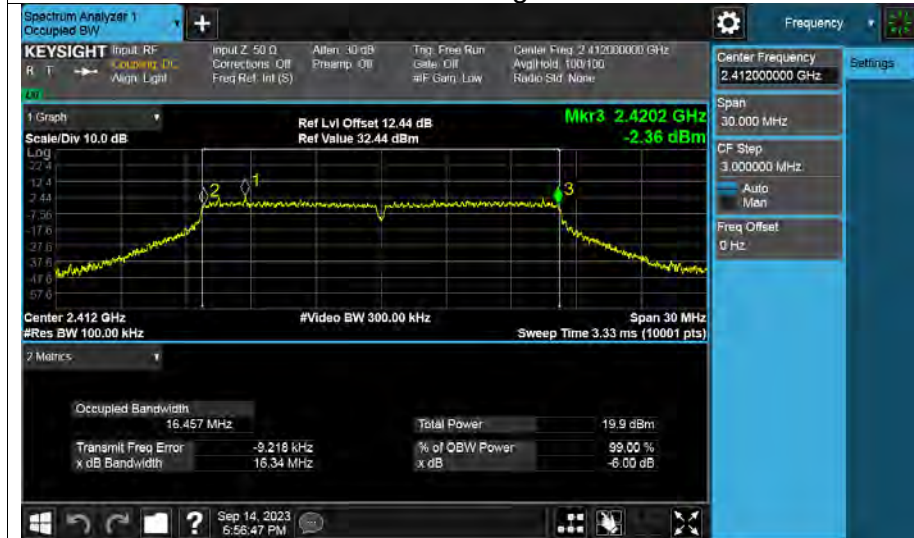 Spectrum Analyzer 1
Occupied BW
+
Frequency
KEYSIGHT Input: RF
R T Coupling: DC
Align: Light
Input Z: 50 Ω
Corrections: Off
Freq Ref: Int (S)
Atten: 30 dB
Preamp: Off
Trig: Free Run
Gate: Off
#IF Gain: Low
Center Freq: 2.412000000 GHz
Avg|Hold: 100/100
Radio Std: None
Center Frequency
2.412000000 GHz
Settings
Span
30.000 MHz
CF Step
3.000000 MHz
Auto
Man
Freq Offset
0 Hz
1 Graph
Scale/Div 10.0 dB
Ref Lvl Offset 12.44 dB
Ref Value 32.44 dBm
Mkr3 2.4202 GHz
-2.36 dBm
Log
22.4
12.4
2.44
-7.56
-17.6
-27.6
-37.6
-47.6
-57.6
2
1
3
Center 2.412 GHz
#Res BW 100.00 kHz
#Video BW 300.00 kHz
Span 30 MHz
Sweep Time 3.33 ms (10001 pts)
2 Metrics
Occupied Bandwidth
16.457 MHz
Total Power 19.9 dBm
Transmit Freq Error -9.218 kHz
% of OBW Power 99.00 %
x dB Bandwidth 16.34 MHz
x dB -6.00 dB
?
Sep 14, 2023
6:56:47 PM